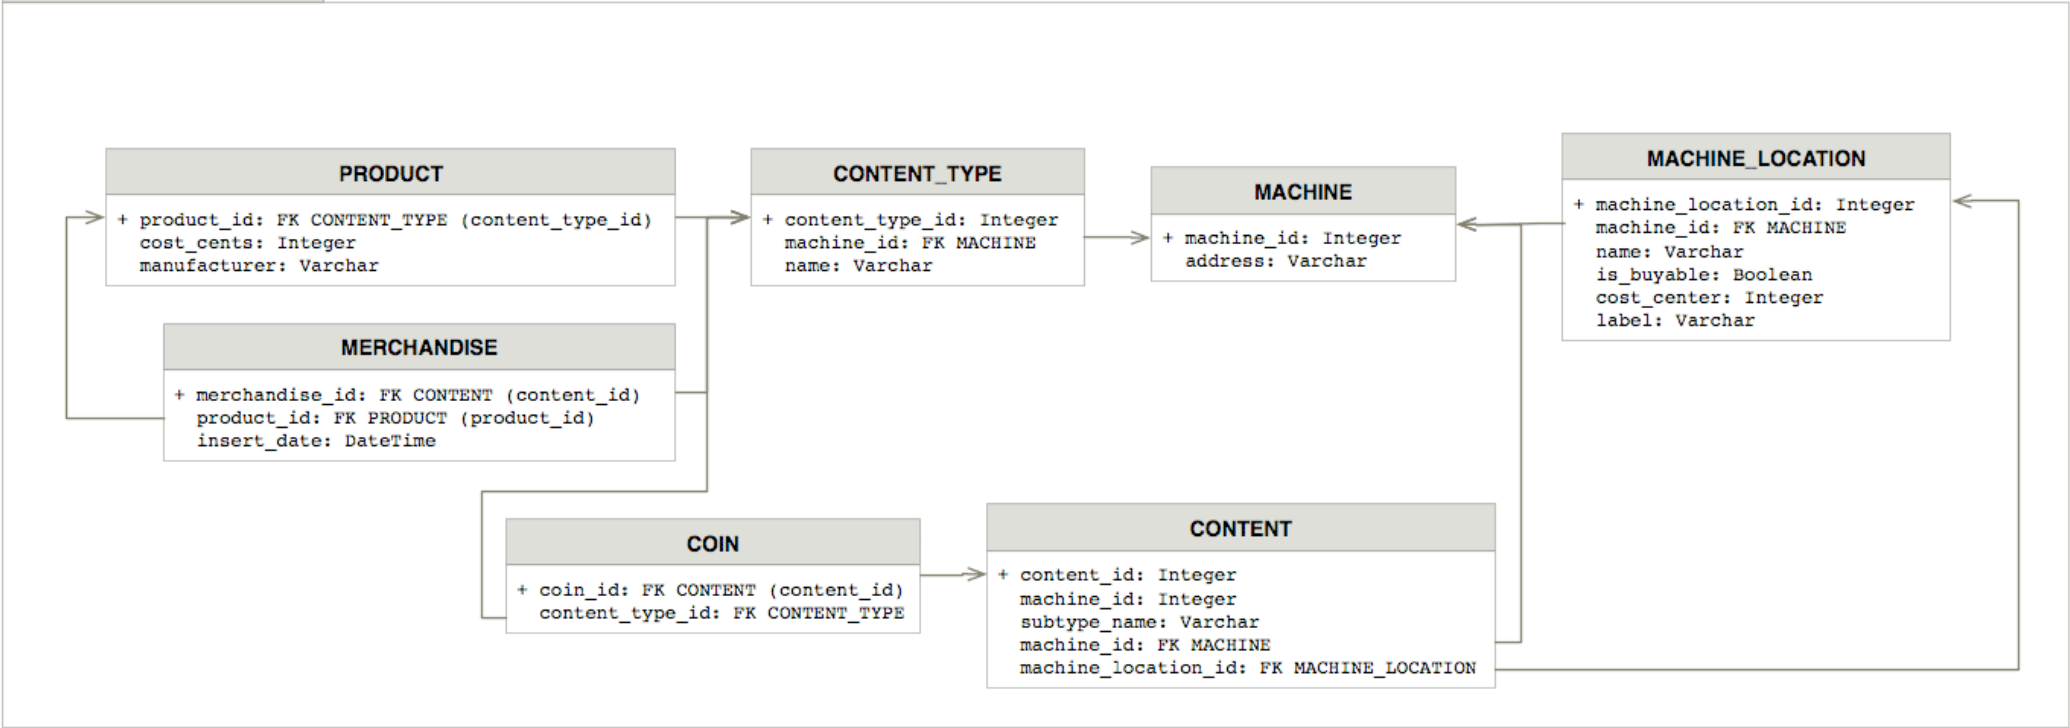 PRODUCT
+ product_id: FK CONTENT_TYPE (content_type_id)
cost_cents: Integer
manufacturer: Varchar
CONTENT_TYPE
+ content_type_id: Integer
machine_id: FK MACHINE
name: Varchar
MACHINE
+ machine_id: Integer
address: Varchar
MACHINE_LOCATION
+ machine_location_id: Integer
machine_id: FK MACHINE
name: Varchar
is_buyable: Boolean
cost_center: Integer
label: Varchar
MERCHANDISE
+ merchandise_id: FK CONTENT (content_id)
product_id: FK PRODUCT (product_id)
insert_date: DateTime
COIN
+ coin_id: FK CONTENT (content_id)
content_type_id: FK CONTENT_TYPE
CONTENT
+ content_id: Integer
machine_id: Integer
subtype_name: Varchar
machine_id: FK MACHINE
machine_location_id: FK MACHINE_LOCATION